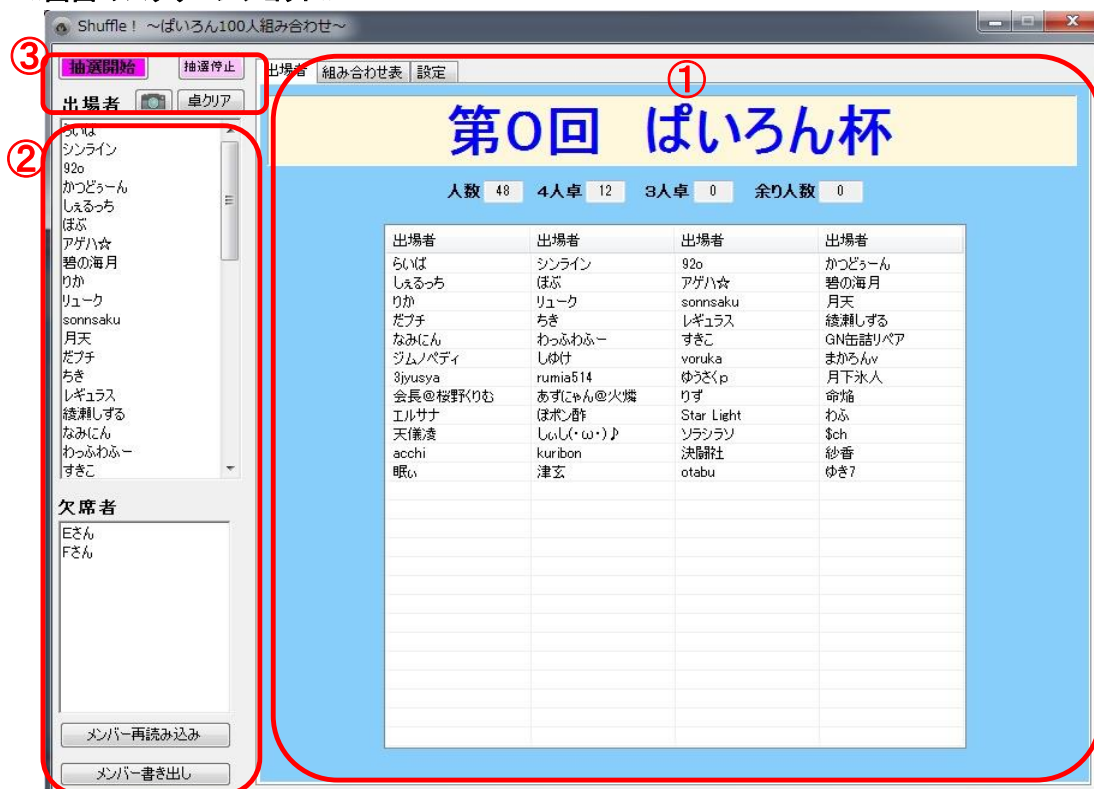 Shuffle！ ～ぱいろん100人組み合わせ～
③
抽選開始 抽選停止
出場者 卓クリア
出場者 組み合わせ表 設定
①
②
らいば
シンライン
92o
かつどぅーん
しぇるっち
ぼぶ
アゲハ☆
碧の海月
りか
リューク
sonnsaku
月天
だプチ
ちき
レギュラス
綾瀬しずる
なみにん
わっふわふー
すきこ
欠席者
Eさん
Fさん
メンバー再読み込み
メンバー書き出し
第0回 ぱいろん杯
人数 48 4人卓 12 3人卓 0 余り人数 0
出場者 出場者 出場者 出場者
らいば シンライン 92o かつどぅーん
しぇるっち ぼぶ アゲハ☆ 碧の海月
りか リューク sonnsaku 月天
だプチ ちき レギュラス 綾瀬しずる
なみにん わっふわふー すきこ GN缶詰リペア
ジムノペディ しゆけ voruka まかろんv
3jyusya rumia514 ゆうさくp 月下氷人
会長@桜野くりむ あずにゃん@火燐 りず 命焔
エルサナ ぽポン酢 Star Light わふ
天儀凌 しぃし(･ω･)♪ ソラシラソ $ch
acchi kuribon 決闘社 紗香
眠い 津玄 otabu ゆき7